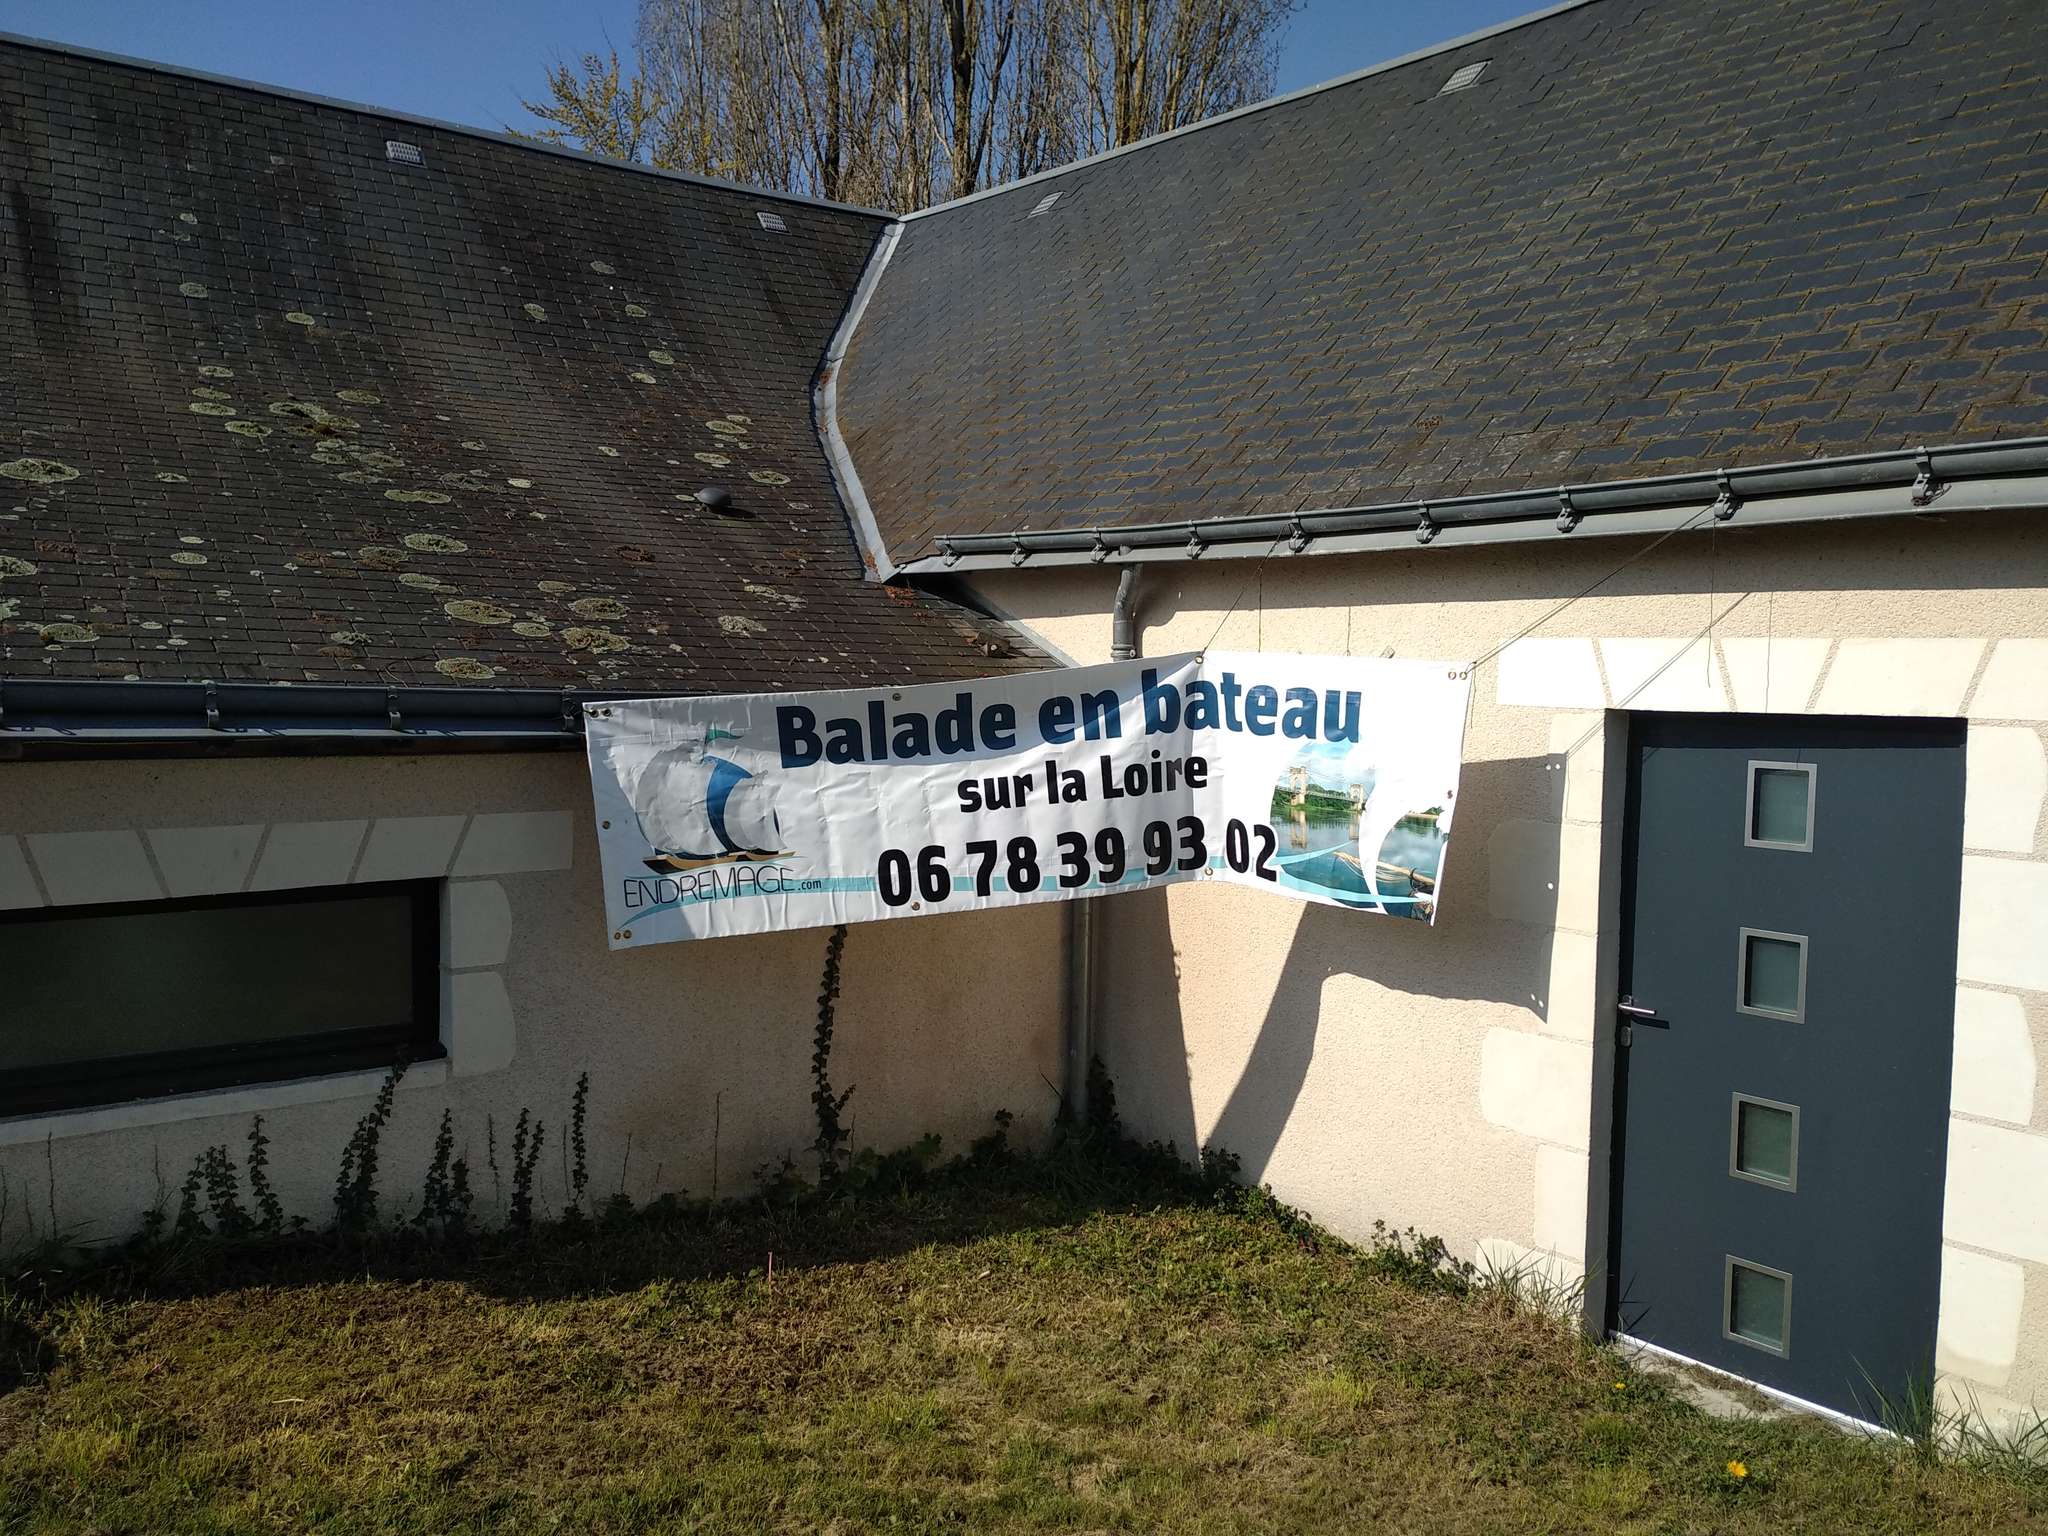 Balade en bateau
sur la Loire
06 78 39 93 02
ENDREMAGE.com